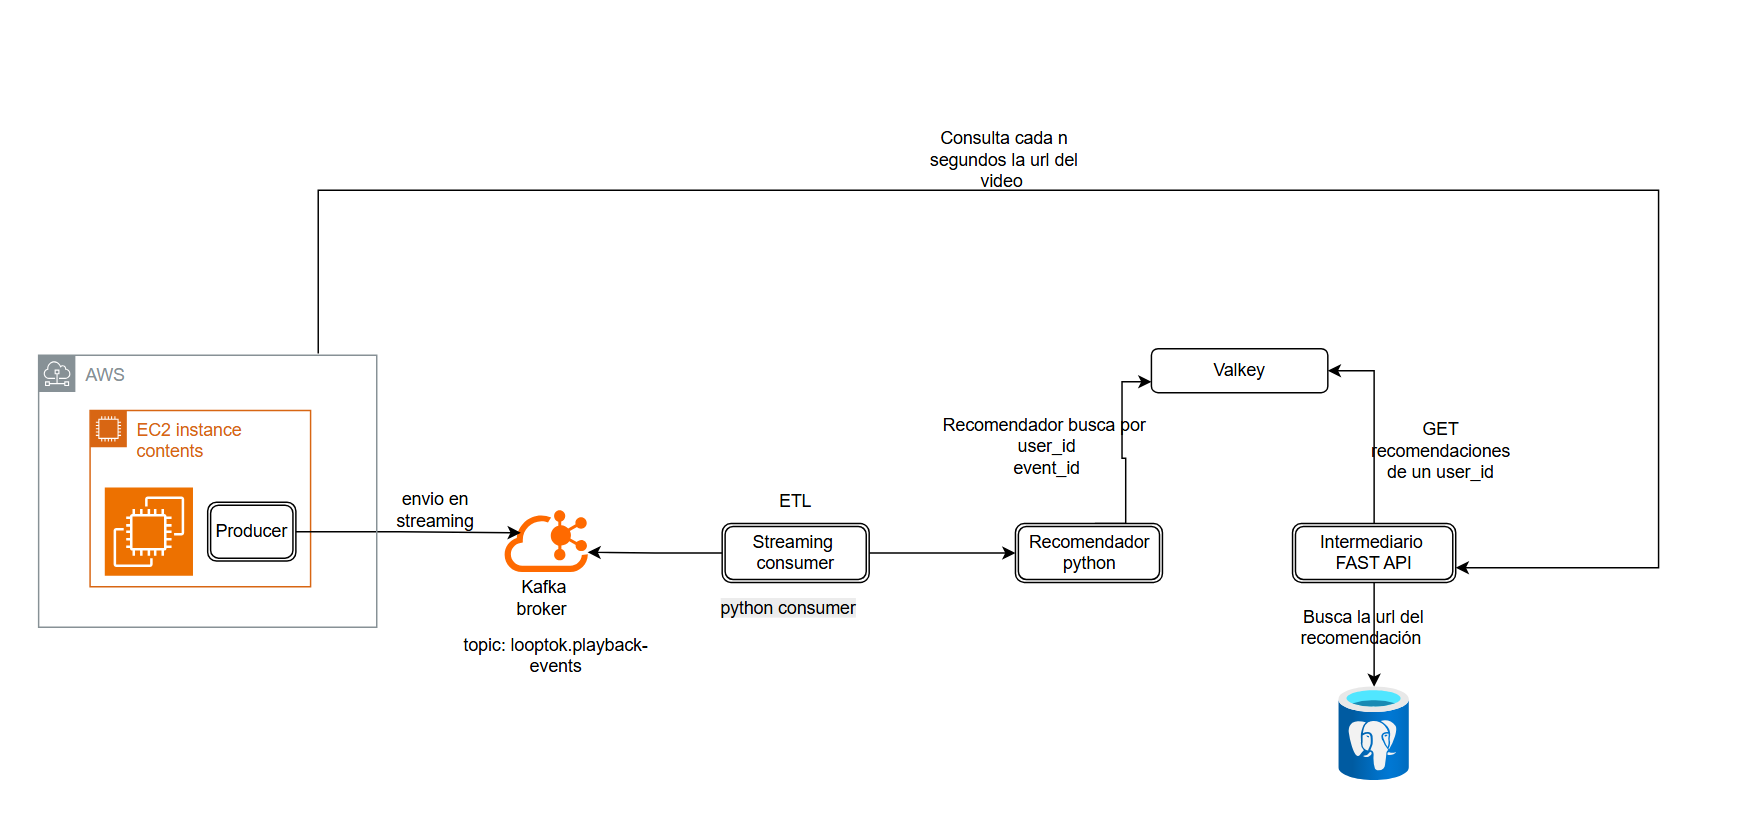 Consulta cada n
segundos la url del
video
AWS
EC2 instance
contents
Producer
envio en
streaming
Kafka
broker
topic: looptok.playback-
events
ETL
Streaming
consumer
python consumer
Recomendador busca por
user_id
event_id
Recomendador
python
Valkey
GET
recomendaciones
de un user_id
Intermediario
FAST API
Busca la url del
recomendación